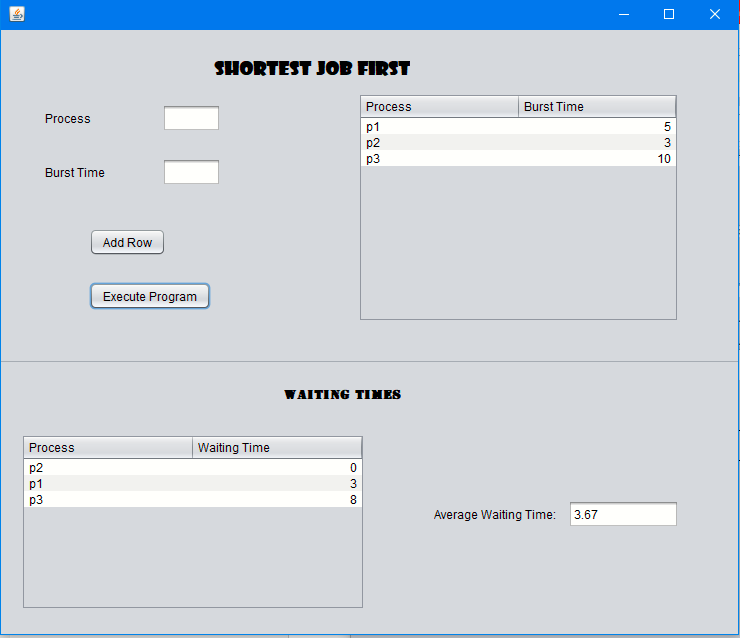 SHORTEST JOB FIRST
Process
Burst Time
Add Row
Execute Program
Process Burst Time
p1 5
p2 3
p3 10
WAITING TIMES
Process Waiting Time
p2 0
p1 3
p3 8
Average Waiting Time: 3.67